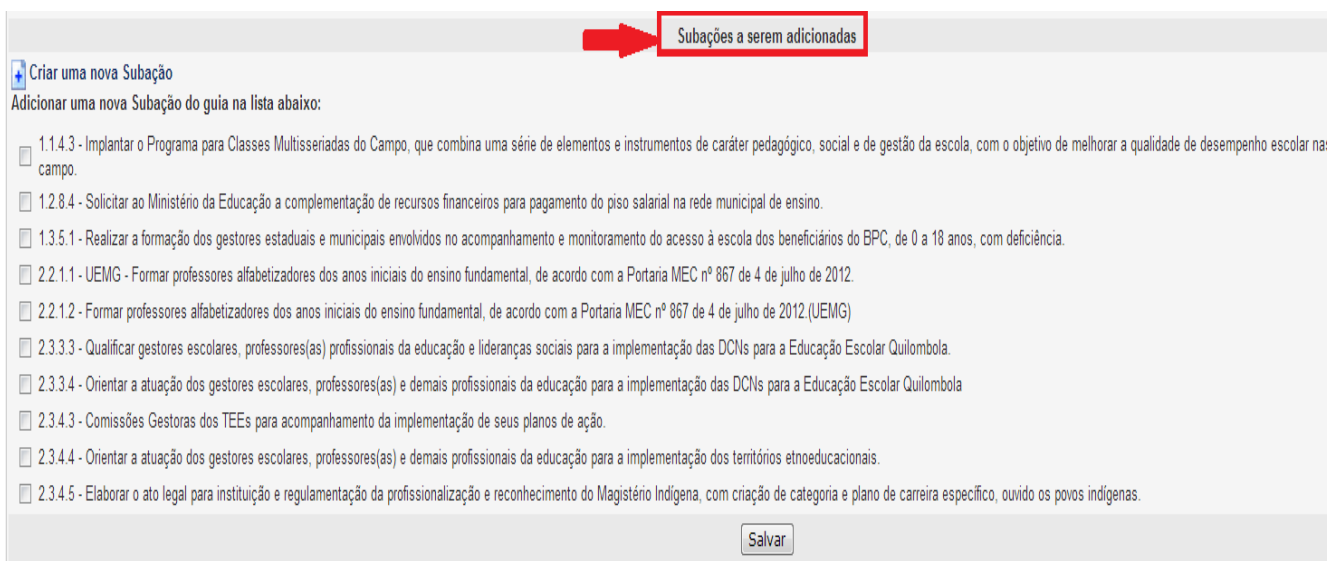 Subações a serem adicionadas
Criar uma nova Subação
Adicionar uma nova Subação do guia na lista abaixo:
1.1.4.3 - Implantar o Programa para Classes Multisseriadas do Campo, que combina uma série de elementos e instrumentos de caráter pedagógico, social e de gestão da escola, com o objetivo de melhorar a qualidade de desempenho escolar nas
campo.
1.2.8.4 - Solicitar ao Ministério da Educação a complementação de recursos financeiros para pagamento do piso salarial na rede municipal de ensino.
1.3.5.1 - Realizar a formação dos gestores estaduais e municipais envolvidos no acompanhamento e monitoramento do acesso à escola dos beneficiários do BPC, de 0 a 18 anos, com deficiência.
2.2.1.1 - UEMG - Formar professores alfabetizadores dos anos iniciais do ensino fundamental, de acordo com a Portaria MEC nº 867 de 4 de julho de 2012.
2.2.1.2 - Formar professores alfabetizadores dos anos iniciais do ensino fundamental, de acordo com a Portaria MEC nº 867 de 4 de julho de 2012.(UEMG)
2.3.3.3 - Qualificar gestores escolares, professores(as) profissionais da educação e lideranças sociais para a implementação das DCNs para a Educação Escolar Quilombola.
2.3.3.4 - Orientar a atuação dos gestores escolares, professores(as) e demais profissionais da educação para a implementação das DCNs para a Educação Escolar Quilombola
2.3.4.3 - Comissões Gestoras dos TEEs para acompanhamento da implementação de seus planos de ação.
2.3.4.4 - Orientar a atuação dos gestores escolares, professores(as) e demais profissionais da educação para a implementação dos territórios etnoeducacionais.
2.3.4.5 - Elaborar o ato legal para instituição e regulamentação da profissionalização e reconhecimento do Magistério Indígena, com criação de categoria e plano de carreira específico, ouvido os povos indígenas.
Salvar